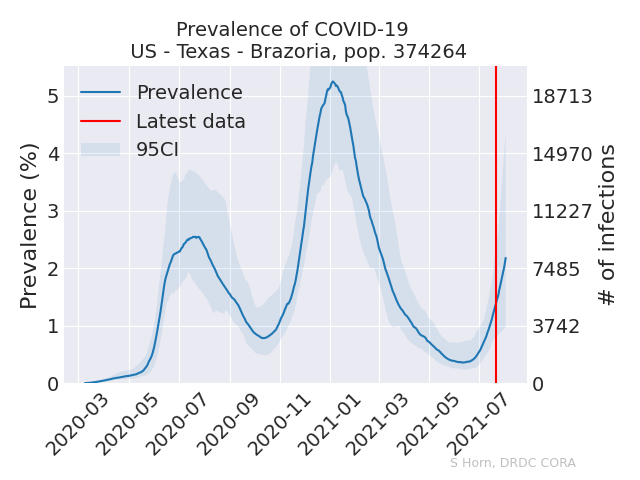 Prevalence of COVID-19
US - Texas - Brazoria, pop. 374264
Prevalence
Latest data
95CI
Prevalence (%)
5
4
3
2
1
0
18713
14970
11227
7485
3742
0
# of infections
2020-03
2020-05
2020-07
2020-09
2020-11
2021-01
2021-03
2021-05
2021-07
S Horn, DRDC CORA